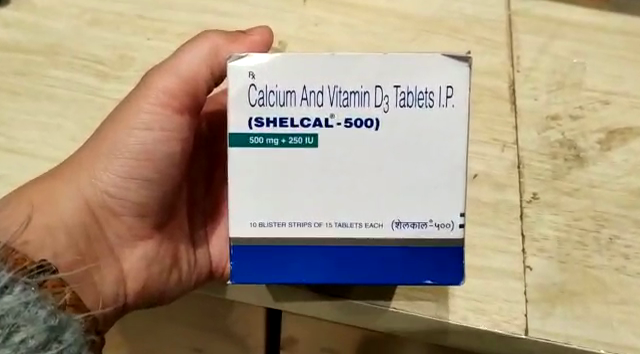 Rx
Calcium And Vitamin D3 Tablets I.P.
(SHELCAL®-500)
500 mg + 250 IU
10 BLISTER STRIPS OF 15 TABLETS EACH (शेलकाल®-५००)